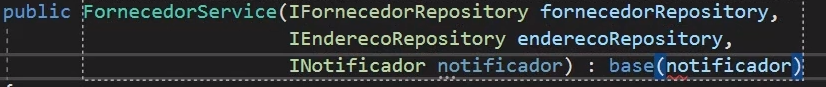 public FornecedorService(IFornecedorRepository fornecedorRepository,
IEnderecoRepository enderecoRepository,
INotificador notificador) : base(notificador)